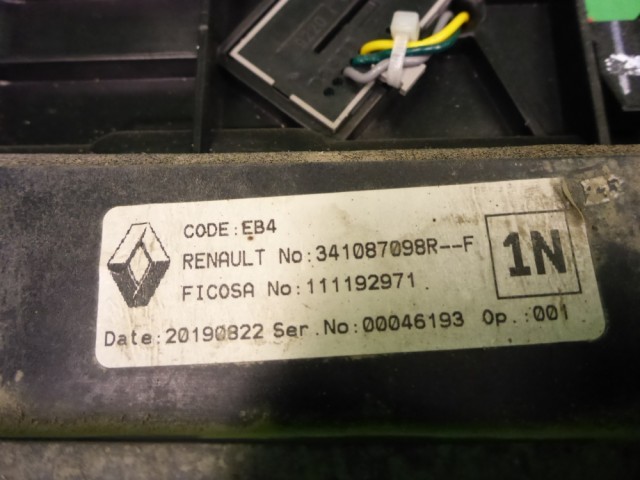 CODE:EB4
RENAULT No:341087098R--F
FICOSA No:111192971.
1N
Date:20190822 Ser.No:00046193 Op.:001